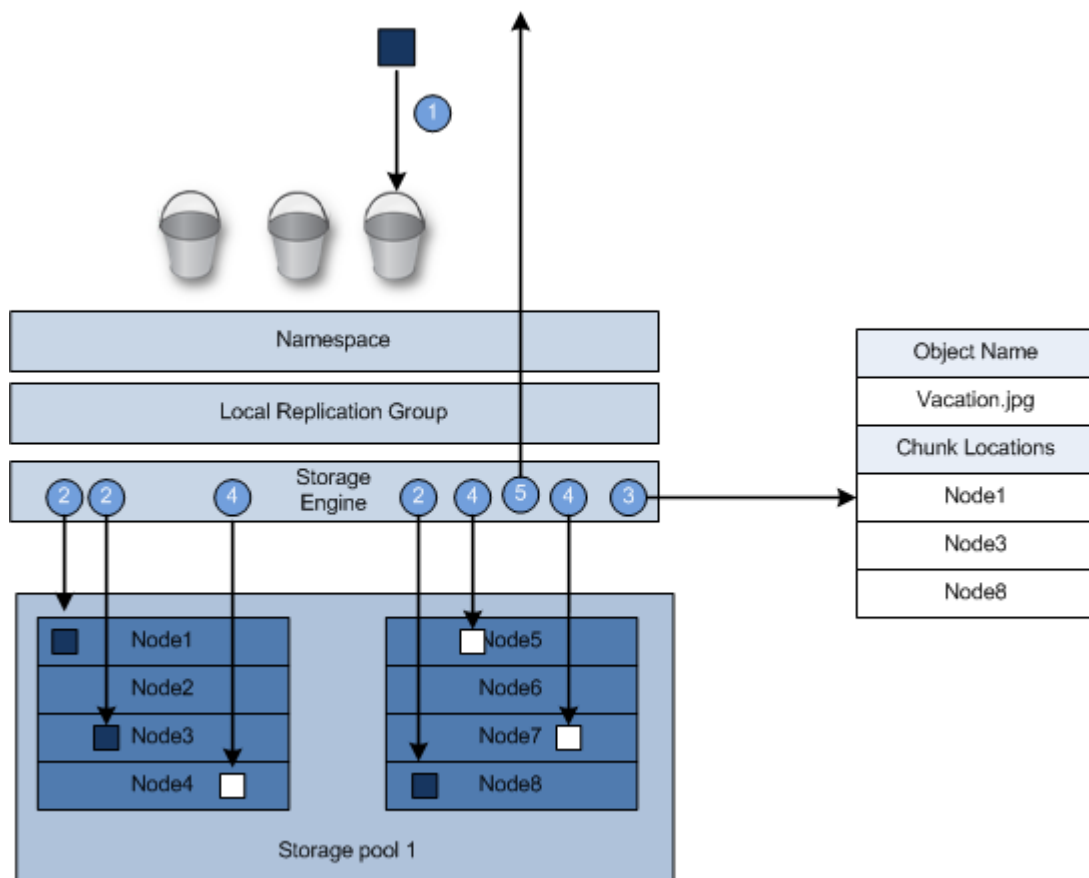 1
Namespace
Local Replication Group
Storage
Engine
2
2
4
2
4
5
4
3
Object Name
Vacation.jpg
Chunk Locations
Node1
Node3
Node8
Node1
Node2
Node3
Node4
Node5
Node6
Node7
Node8
Storage pool 1